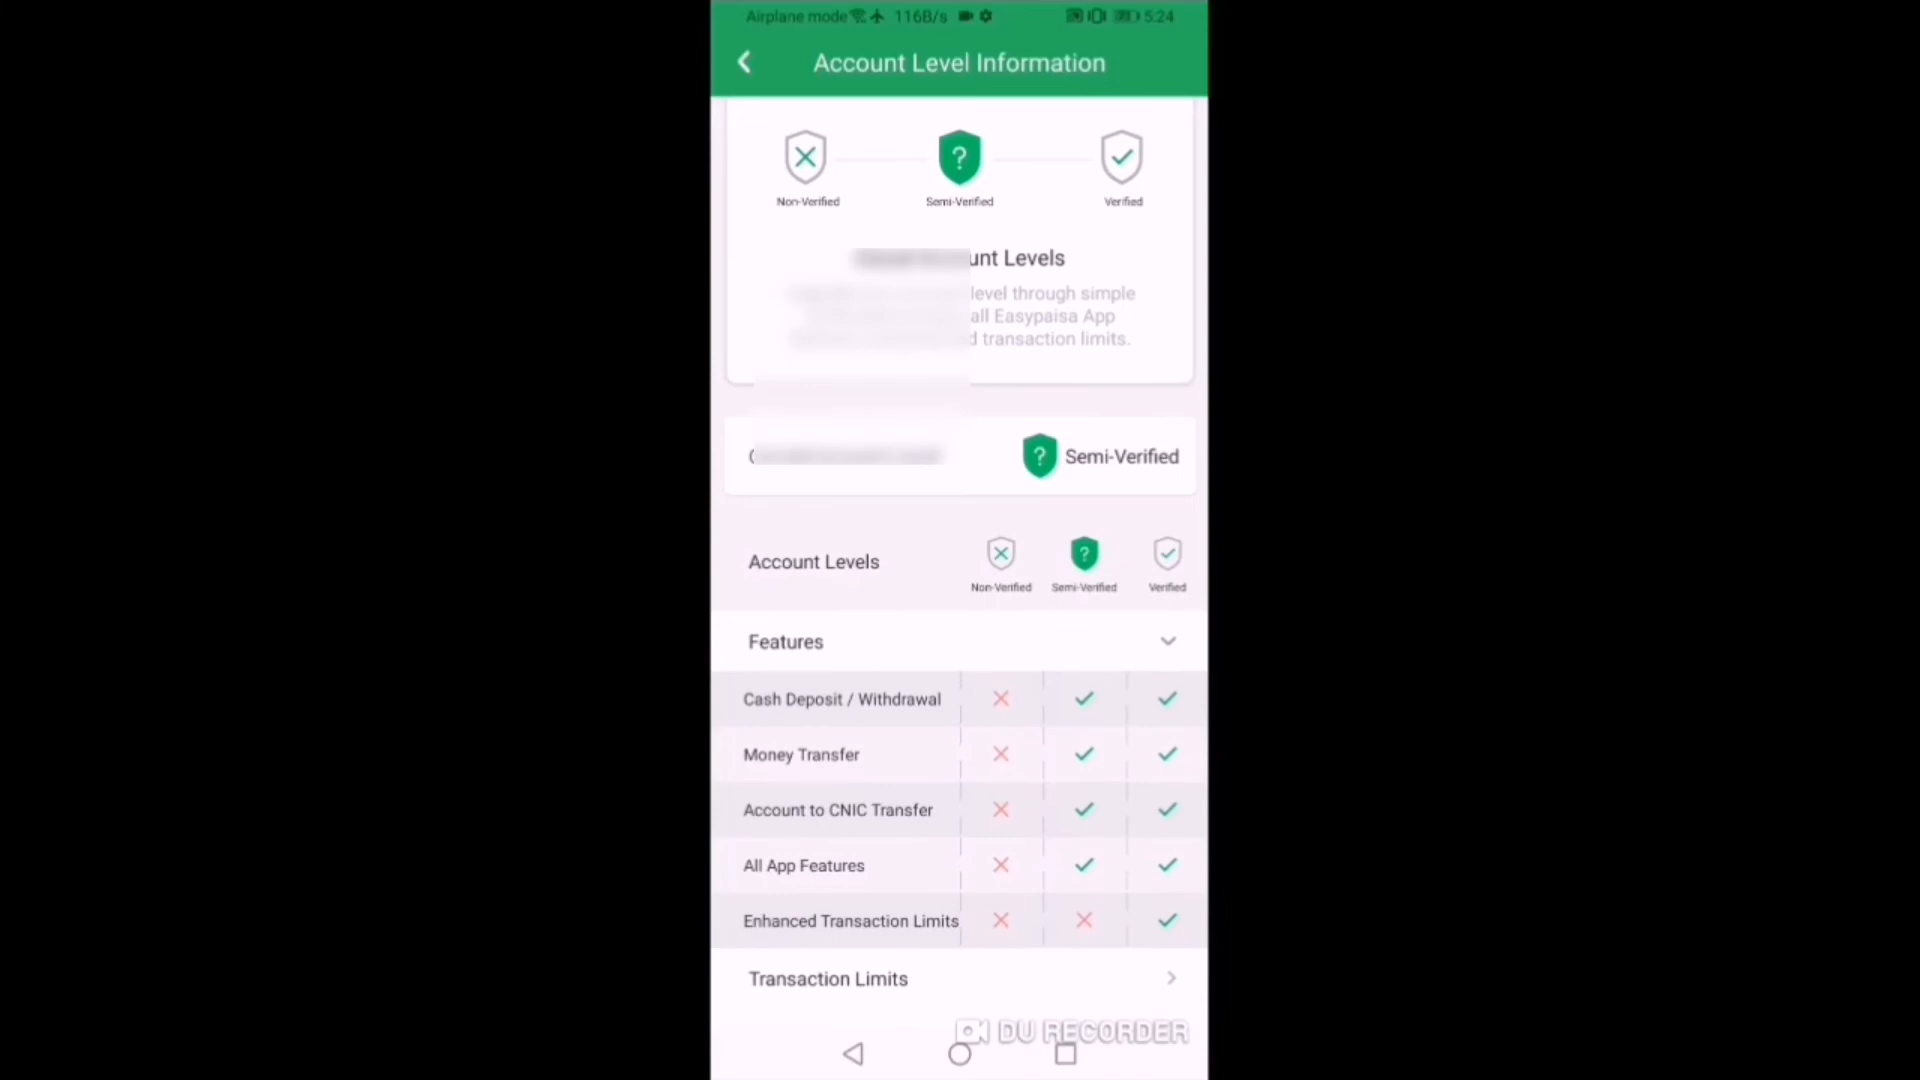 Airplane mode 116B/s 5:24
Account Level Information
Non-Verified Semi-Verified Verified
unt Levels
level through simple
all Easypaisa App
d transaction limits.
Semi-Verified
Account Levels
Non-Verified Semi-Verified Verified
Features
Cash Deposit / Withdrawal
Money Transfer
Account to CNIC Transfer
All App Features
Enhanced Transaction Limits
Transaction Limits
DU RECORDER